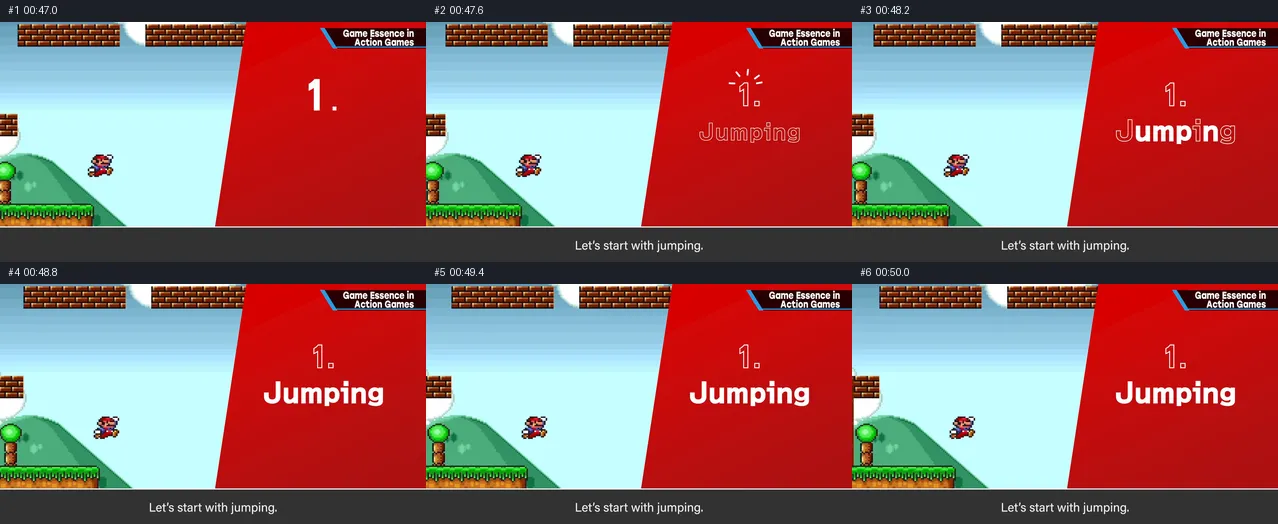 #1 00:47.0
Game Essence in
Action Games
1.
#2 00:47.6
Game Essence in
Action Games
1.
Jumping
Let’s start with jumping.
#3 00:48.2
Game Essence in
Action Games
1.
Jumping
Let’s start with jumping.
#4 00:48.8
Game Essence in
Action Games
1.
Jumping
Let’s start with jumping.
#5 00:49.4
Game Essence in
Action Games
1.
Jumping
Let’s start with jumping.
#6 00:50.0
Game Essence in
Action Games
1.
Jumping
Let’s start with jumping.